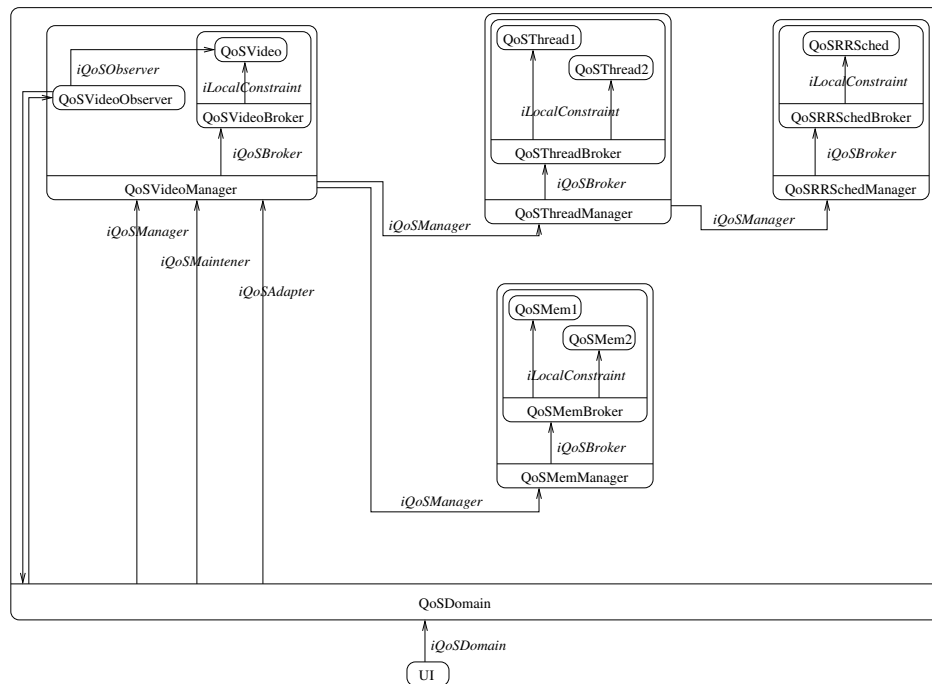 QoSVideo
iQoSObserver
iLocalConstraint
QoSVideoObserver
QoSVideoBroker
iQoSBroker
QoSVideoManager
QoSThread1
QoSThread2
iLocalConstraint
QoSThreadBroker
iQoSBroker
QoSThreadManager
iQoSManager
QoSRRSched
iLocalConstraint
QoSRRSchedBroker
iQoSBroker
QoSRRSchedManager
iQoSManager
iQoSManager
iQoSMaintener
iQoSAdapter
QoSMem1
QoSMem2
iLocalConstraint
QoSMemBroker
iQoSBroker
QoSMemManager
iQoSManager
QoSDomain
iQoSDomain
UI